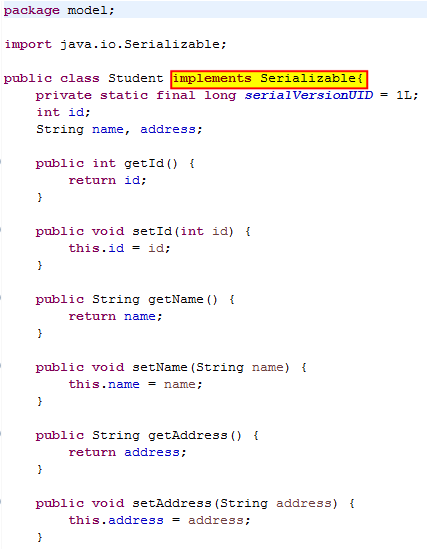 package model;
import java.io.Serializable;
public class Student implements Serializable{
private static final long serialVersionUID = 1L;
int id;
String name, address;
public int getId() {
return id;
}
public void setId(int id) {
this.id = id;
}
public String getName() {
return name;
}
public void setName(String name) {
this.name = name;
}
public String getAddress() {
return address;
}
public void setAddress(String address) {
this.address = address;
}